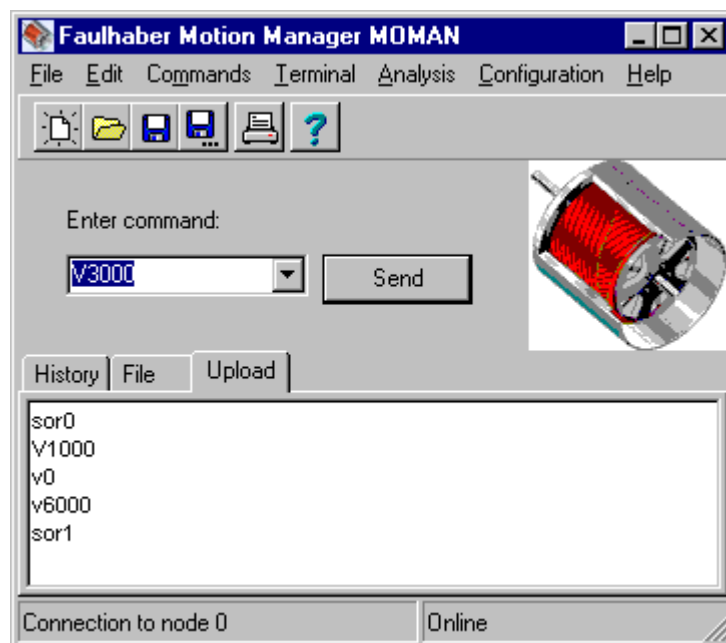 Faulhaber Motion Manager MOMAN
File Edit Commands Terminal Analysis Configuration Help
?
Enter command:
V3000
Send
History File Upload
sor0
V1000
v0
v6000
sor1
Connection to node 0 Online